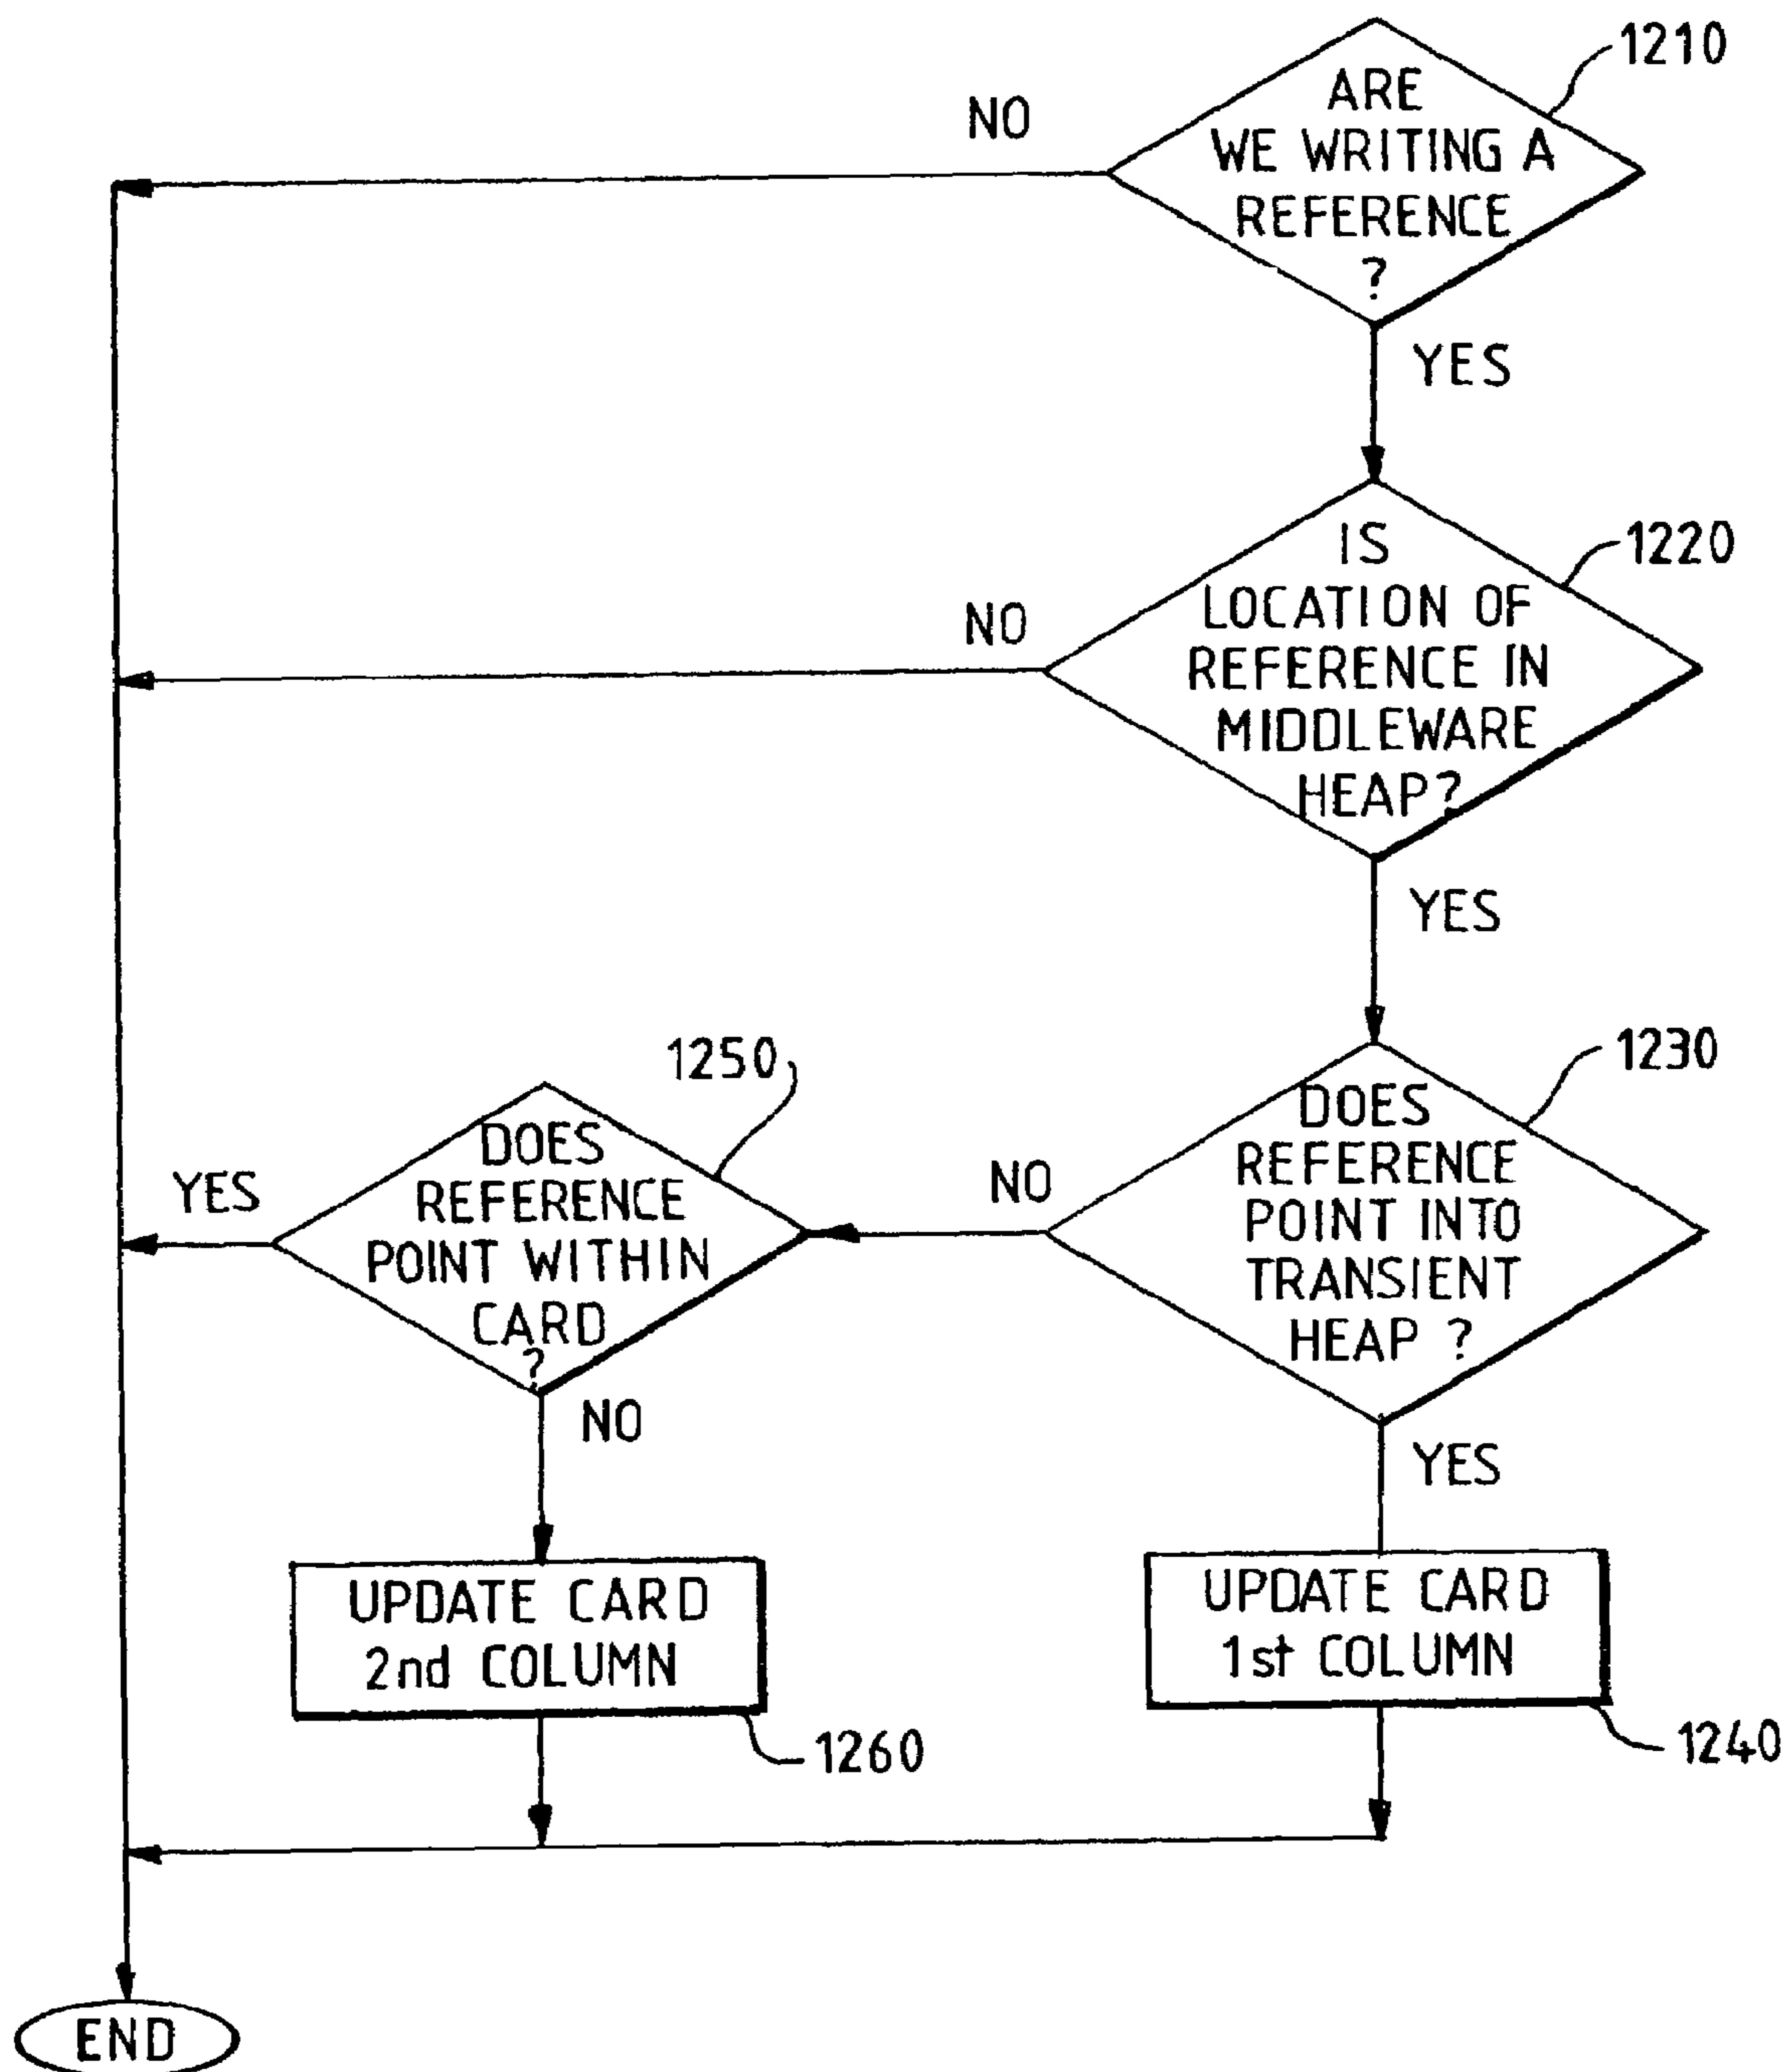 1210
ARE
WE WRITING A
REFERENCE
?
NO
YES
1220
IS
LOCATION OF
REFERENCE IN
MIDDLEWARE
HEAP?
NO
YES
1230
DOES
REFERENCE
POINT INTO
TRANSIENT
HEAP ?
NO
YES
1250
DOES
REFERENCE
POINT WITHIN
CARD
?
YES
NO
UPDATE CARD
2nd COLUMN
1260
UPDATE CARD
1st COLUMN
1240
END